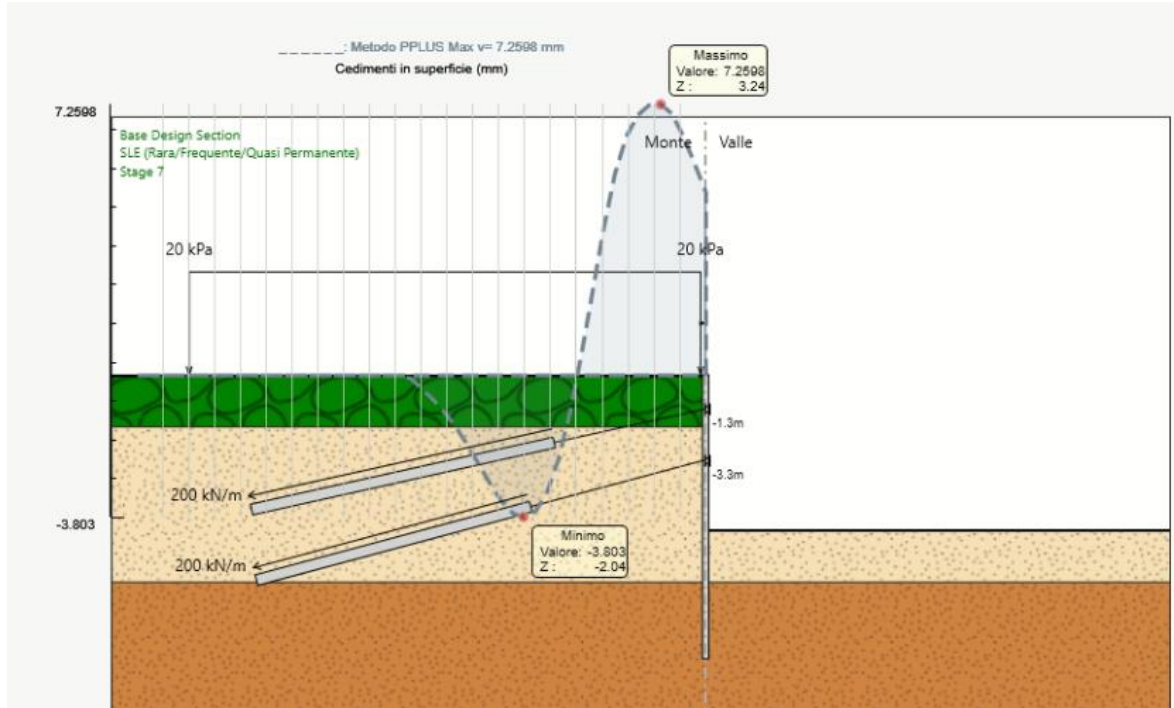 ______: Metodo PPLUS Max v= 7.2598 mm
Cedimenti in superficie (mm)
Massimo
Valore: 7.2598
Z : 3.24
7.2598
Base Design Section
SLE (Rara/Frequente/Quasi Permanente)
Stage 7
Monte
Valle
20 kPa
20 kPa
-1.3m
-3.3m
200 kN/m
-3.803
Minimo
Valore: -3.803
Z : -2.04
200 kN/m